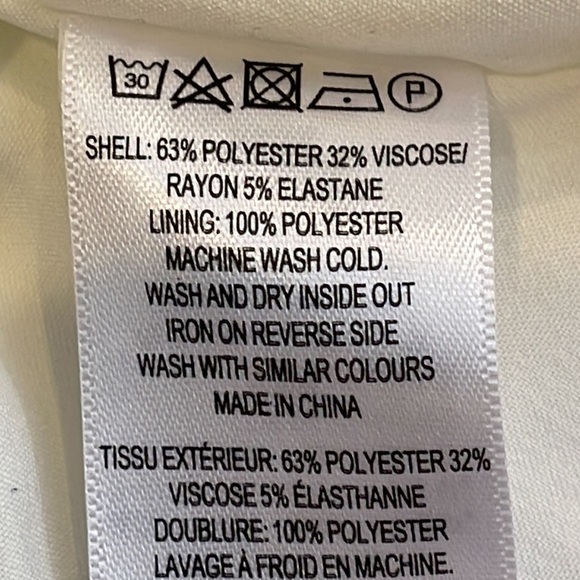 30 P
SHELL: 63% POLYESTER 32% VISCOSE/
RAYON 5% ELASTANE
LINING: 100% POLYESTER
MACHINE WASH COLD.
WASH AND DRY INSIDE OUT
IRON ON REVERSE SIDE
WASH WITH SIMILAR COLOURS
MADE IN CHINA
TISSU EXTÉRIEUR: 63% POLYESTER 32%
VISCOSE 5% ÉLASTHANNE
DOUBLURE: 100% POLYESTER
LAVAGE À FROID EN MACHINE.